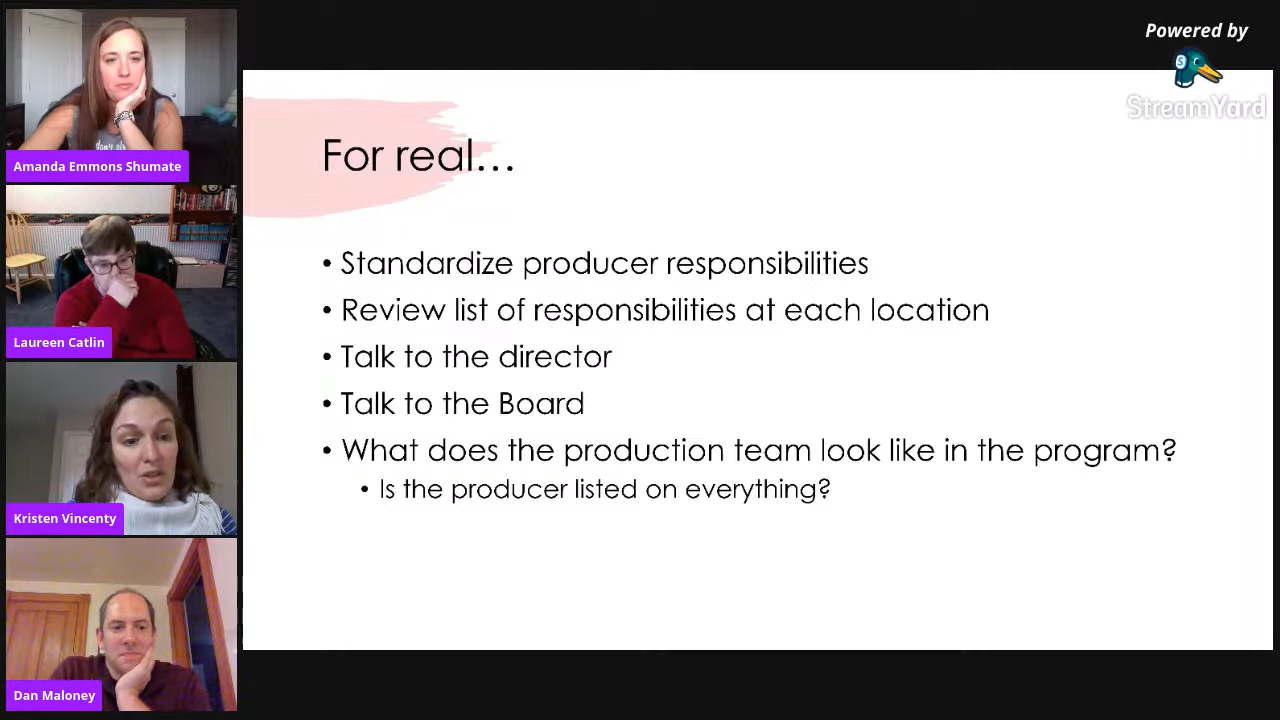 Powered by
StreamYard
Amanda Emmons Shumate
Laureen Catlin
Kristen Vincenty
Dan Maloney
For real...
• Standardize producer responsibilities
• Review list of responsibilities at each location
• Talk to the director
• Talk to the Board
• What does the production team look like in the program?
• Is the producer listed on everything?